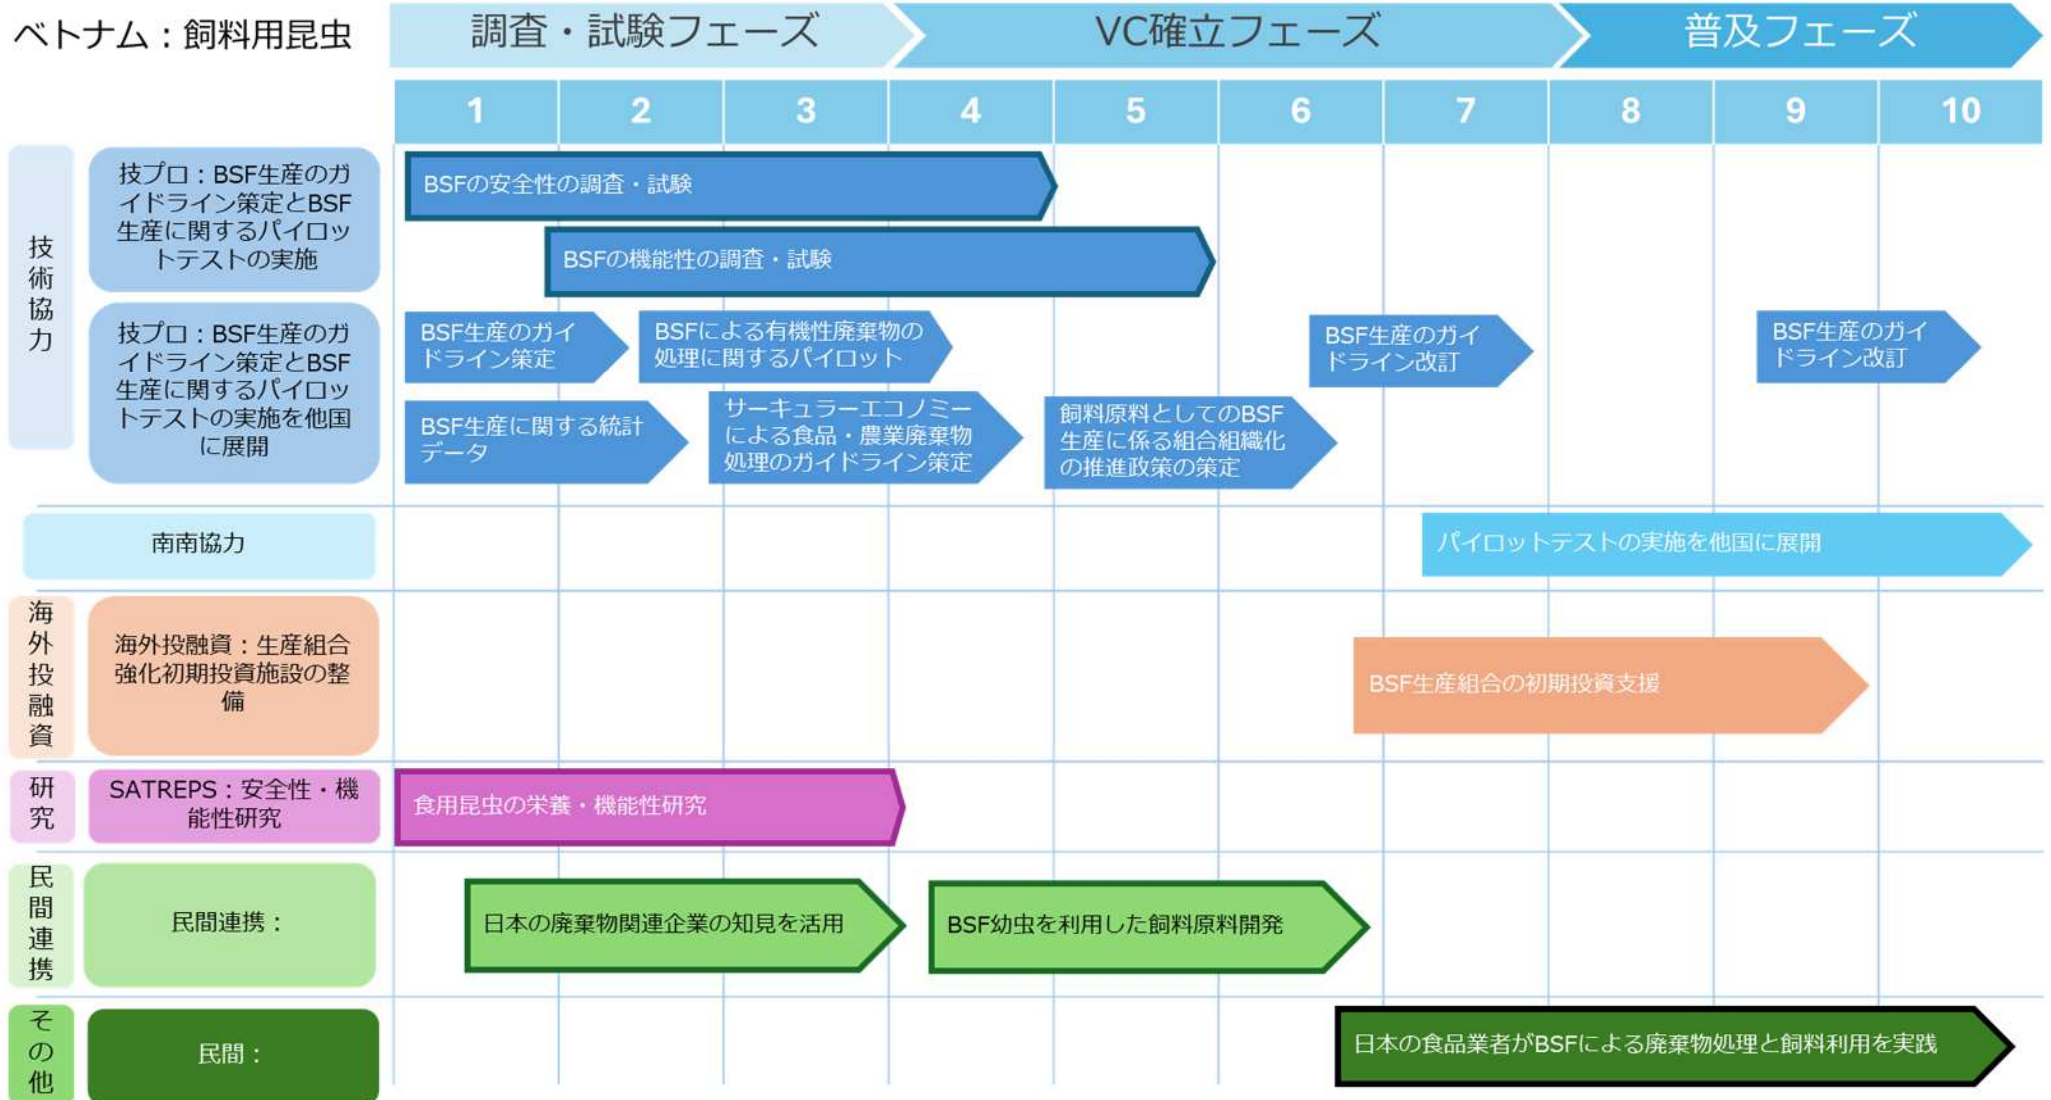 ベトナム：飼料用昆虫
調査・試験フェーズ
VC確立フェーズ
普及フェーズ
1 2 3 4 5 6 7 8 9 10
技術協力
技プロ：BSF生産のガ
イドライン策定とBSF
生産に関するパイロッ
トテストの実施
BSFの安全性の調査・試験
BSFの機能性の調査・試験
技プロ：BSF生産のガ
イドライン策定とBSF
生産に関するパイロッ
トテストの実施を他国
に展開
BSF生産のガイ
ドライン策定
BSFによる有機性廃棄物の
処理に関するパイロット
BSF生産のガイ
ドライン改訂
BSF生産のガイ
ドライン改訂
BSF生産に関する統計
データ
サーキュラーエコノミー
による食品・農業廃棄物
処理のガイドライン策定
飼料原料としてのBSF
生産に係る組合組織化
の推進政策の策定
南南協力
パイロットテストの実施を他国に展開
海外投融資
海外投融資：生産組合
強化初期投資施設の整
備
BSF生産組合の初期投資支援
研究
SATREPS：安全性・機
能性研究
食用昆虫の栄養・機能性研究
民間連携
民間連携：
日本の廃棄物関連企業の知見を活用
BSF幼虫を利用した飼料原料開発
その他
民間：
日本の食品業者がBSFによる廃棄物処理と飼料利用を実践